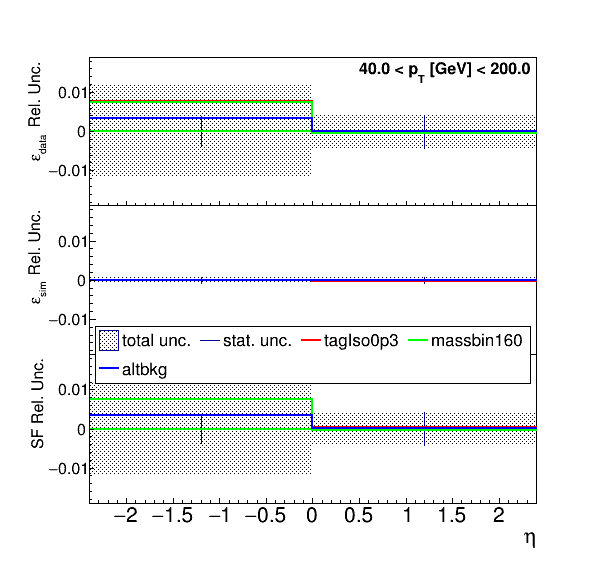 40.0 < p_T [GeV] < 200.0
ε_data Rel. Unc.
0.01
0
−0.01
ε_sim Rel. Unc.
0.01
0
−0.01
total unc. stat. unc. tagIso0p3 massbin160
altbkg
SF Rel. Unc.
0.01
0
−0.01
−2 −1.5 −1 −0.5 0 0.5 1 1.5 2
η